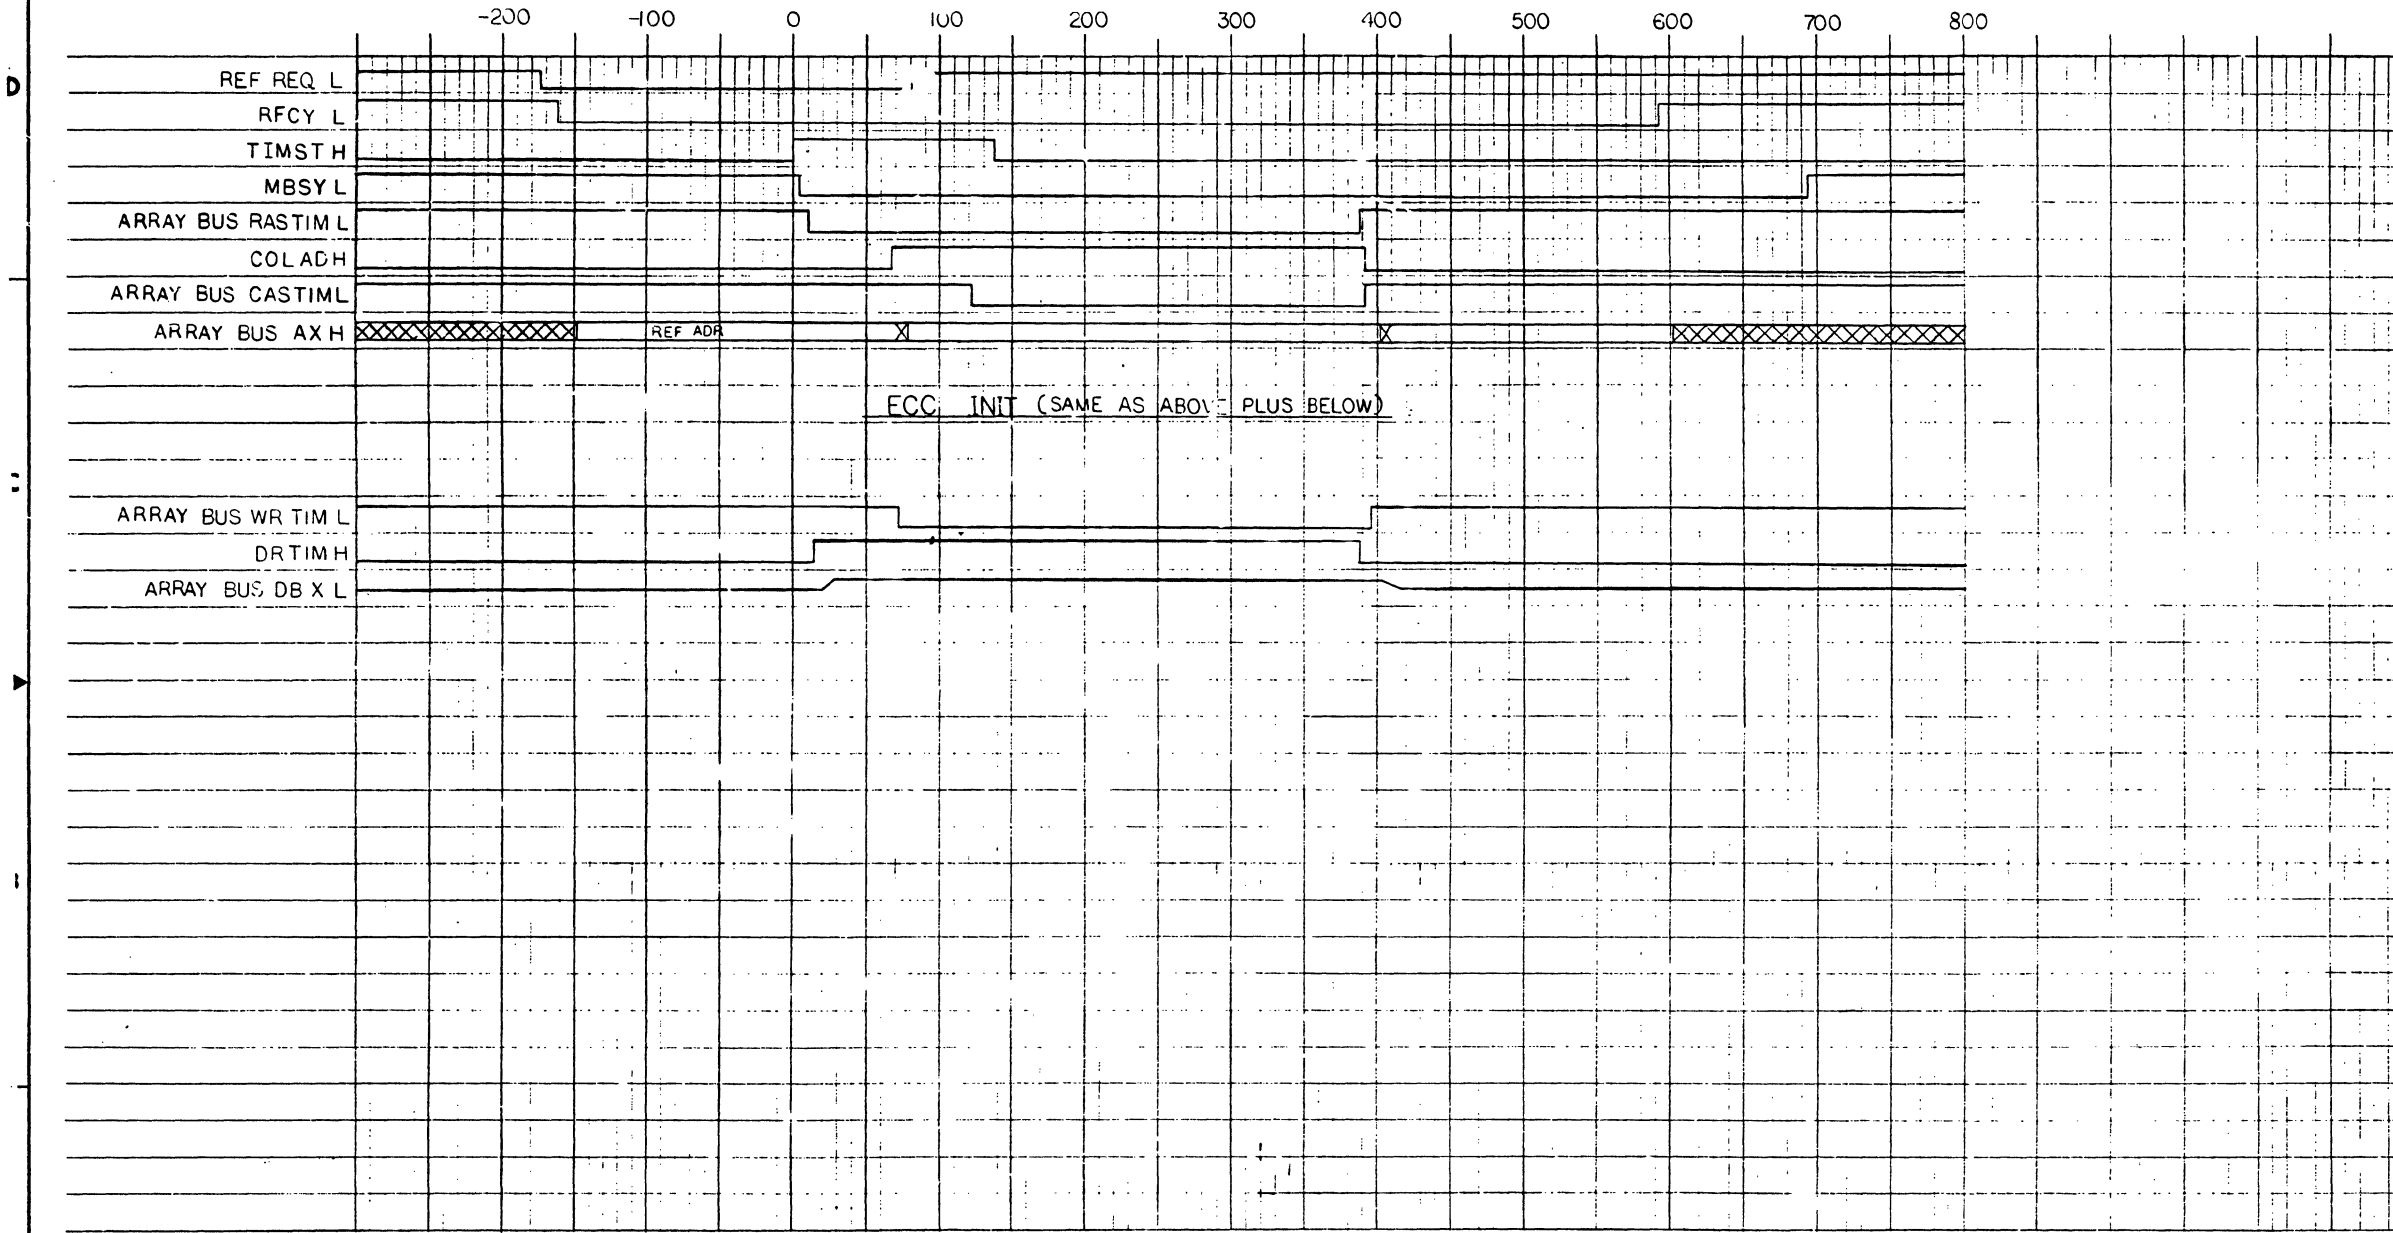 -200 -100 0 100 200 300 400 500 600 700 800
D
REF REQ L
RFCY L
TIMST H
MBSY L
ARRAY BUS RASTIM L
COLADH
ARRAY BUS CASTIML
ARRAY BUS AX H
REF ADR
ECC INIT (SAME AS ABOVE PLUS BELOW)
ARRAY BUS WR TIM L
DRTIM H
ARRAY BUS DB X L